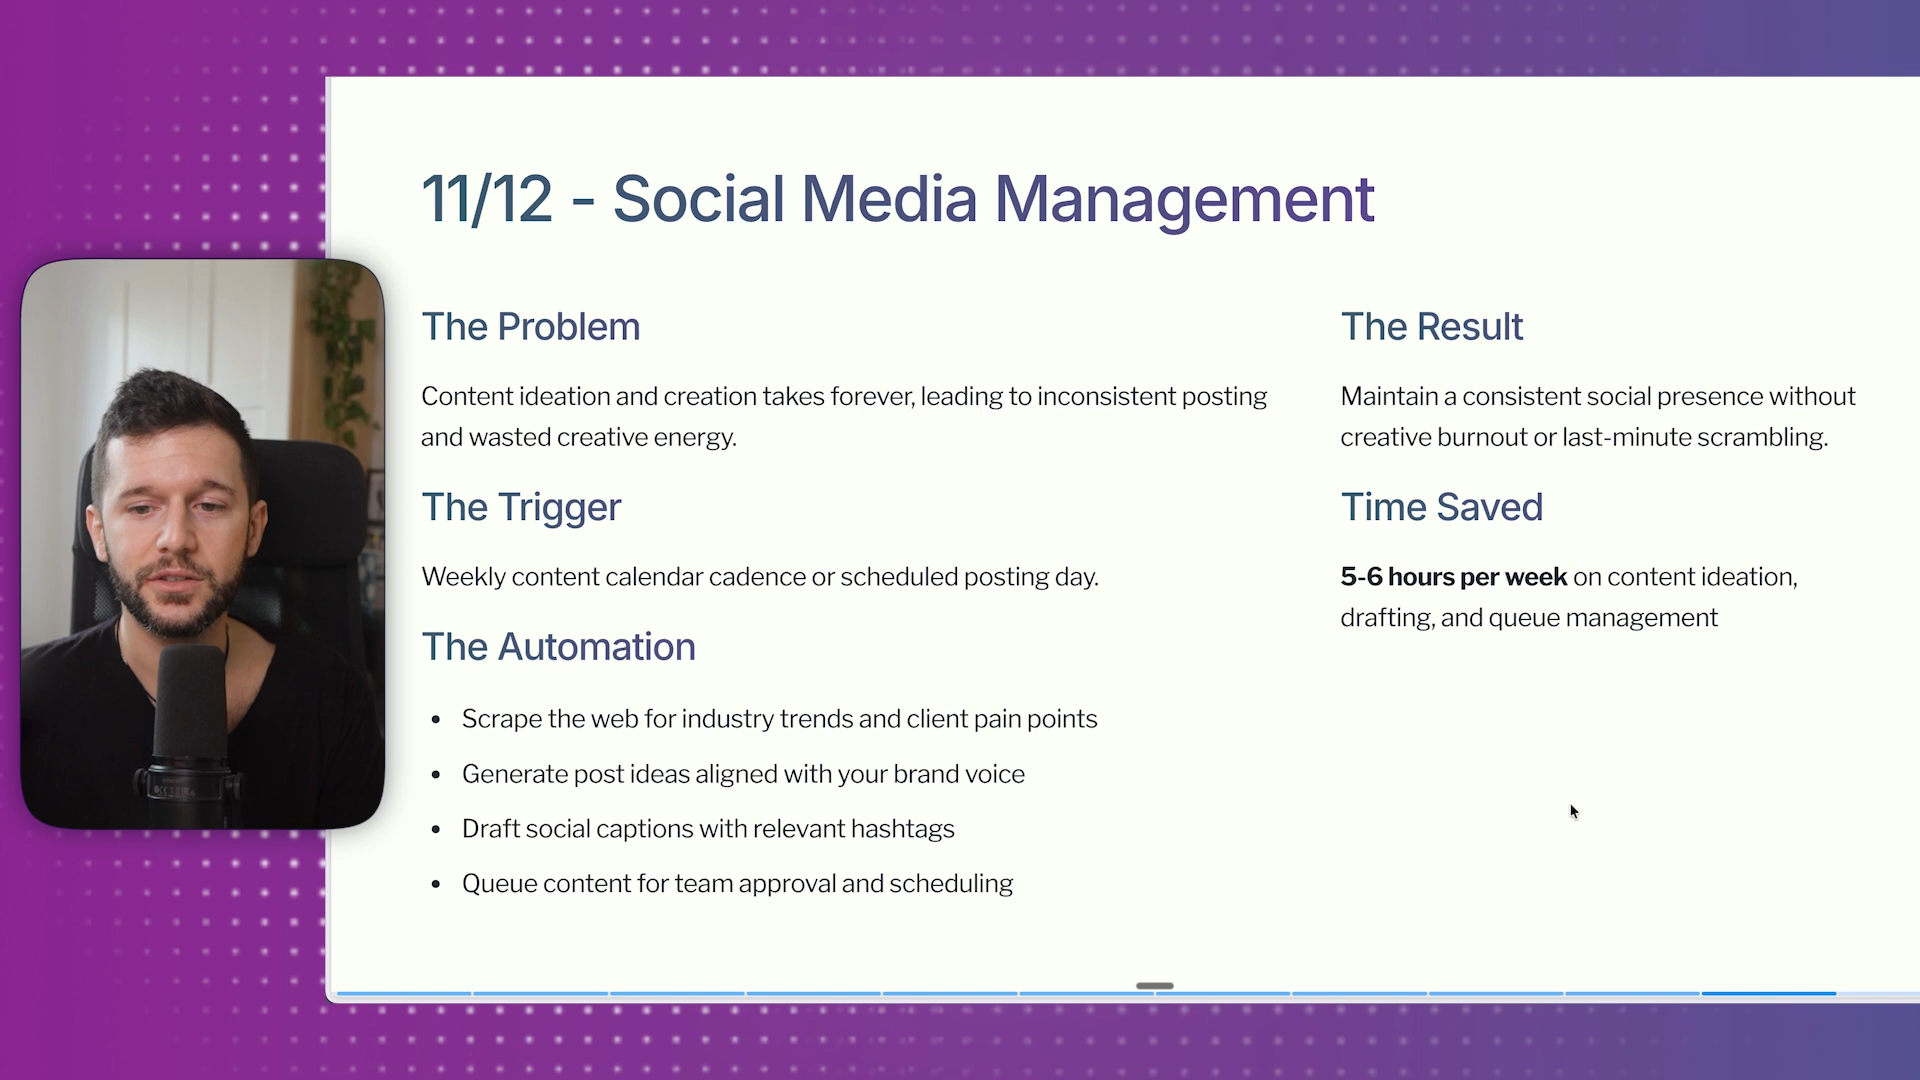 11/12 - Social Media Management
The Problem
Content ideation and creation takes forever, leading to inconsistent posting
and wasted creative energy.
The Trigger
Weekly content calendar cadence or scheduled posting day.
The Automation
• Scrape the web for industry trends and client pain points
• Generate post ideas aligned with your brand voice
• Draft social captions with relevant hashtags
• Queue content for team approval and scheduling
The Result
Maintain a consistent social presence without
creative burnout or last-minute scrambling.
Time Saved
5-6 hours per week on content ideation,
drafting, and queue management